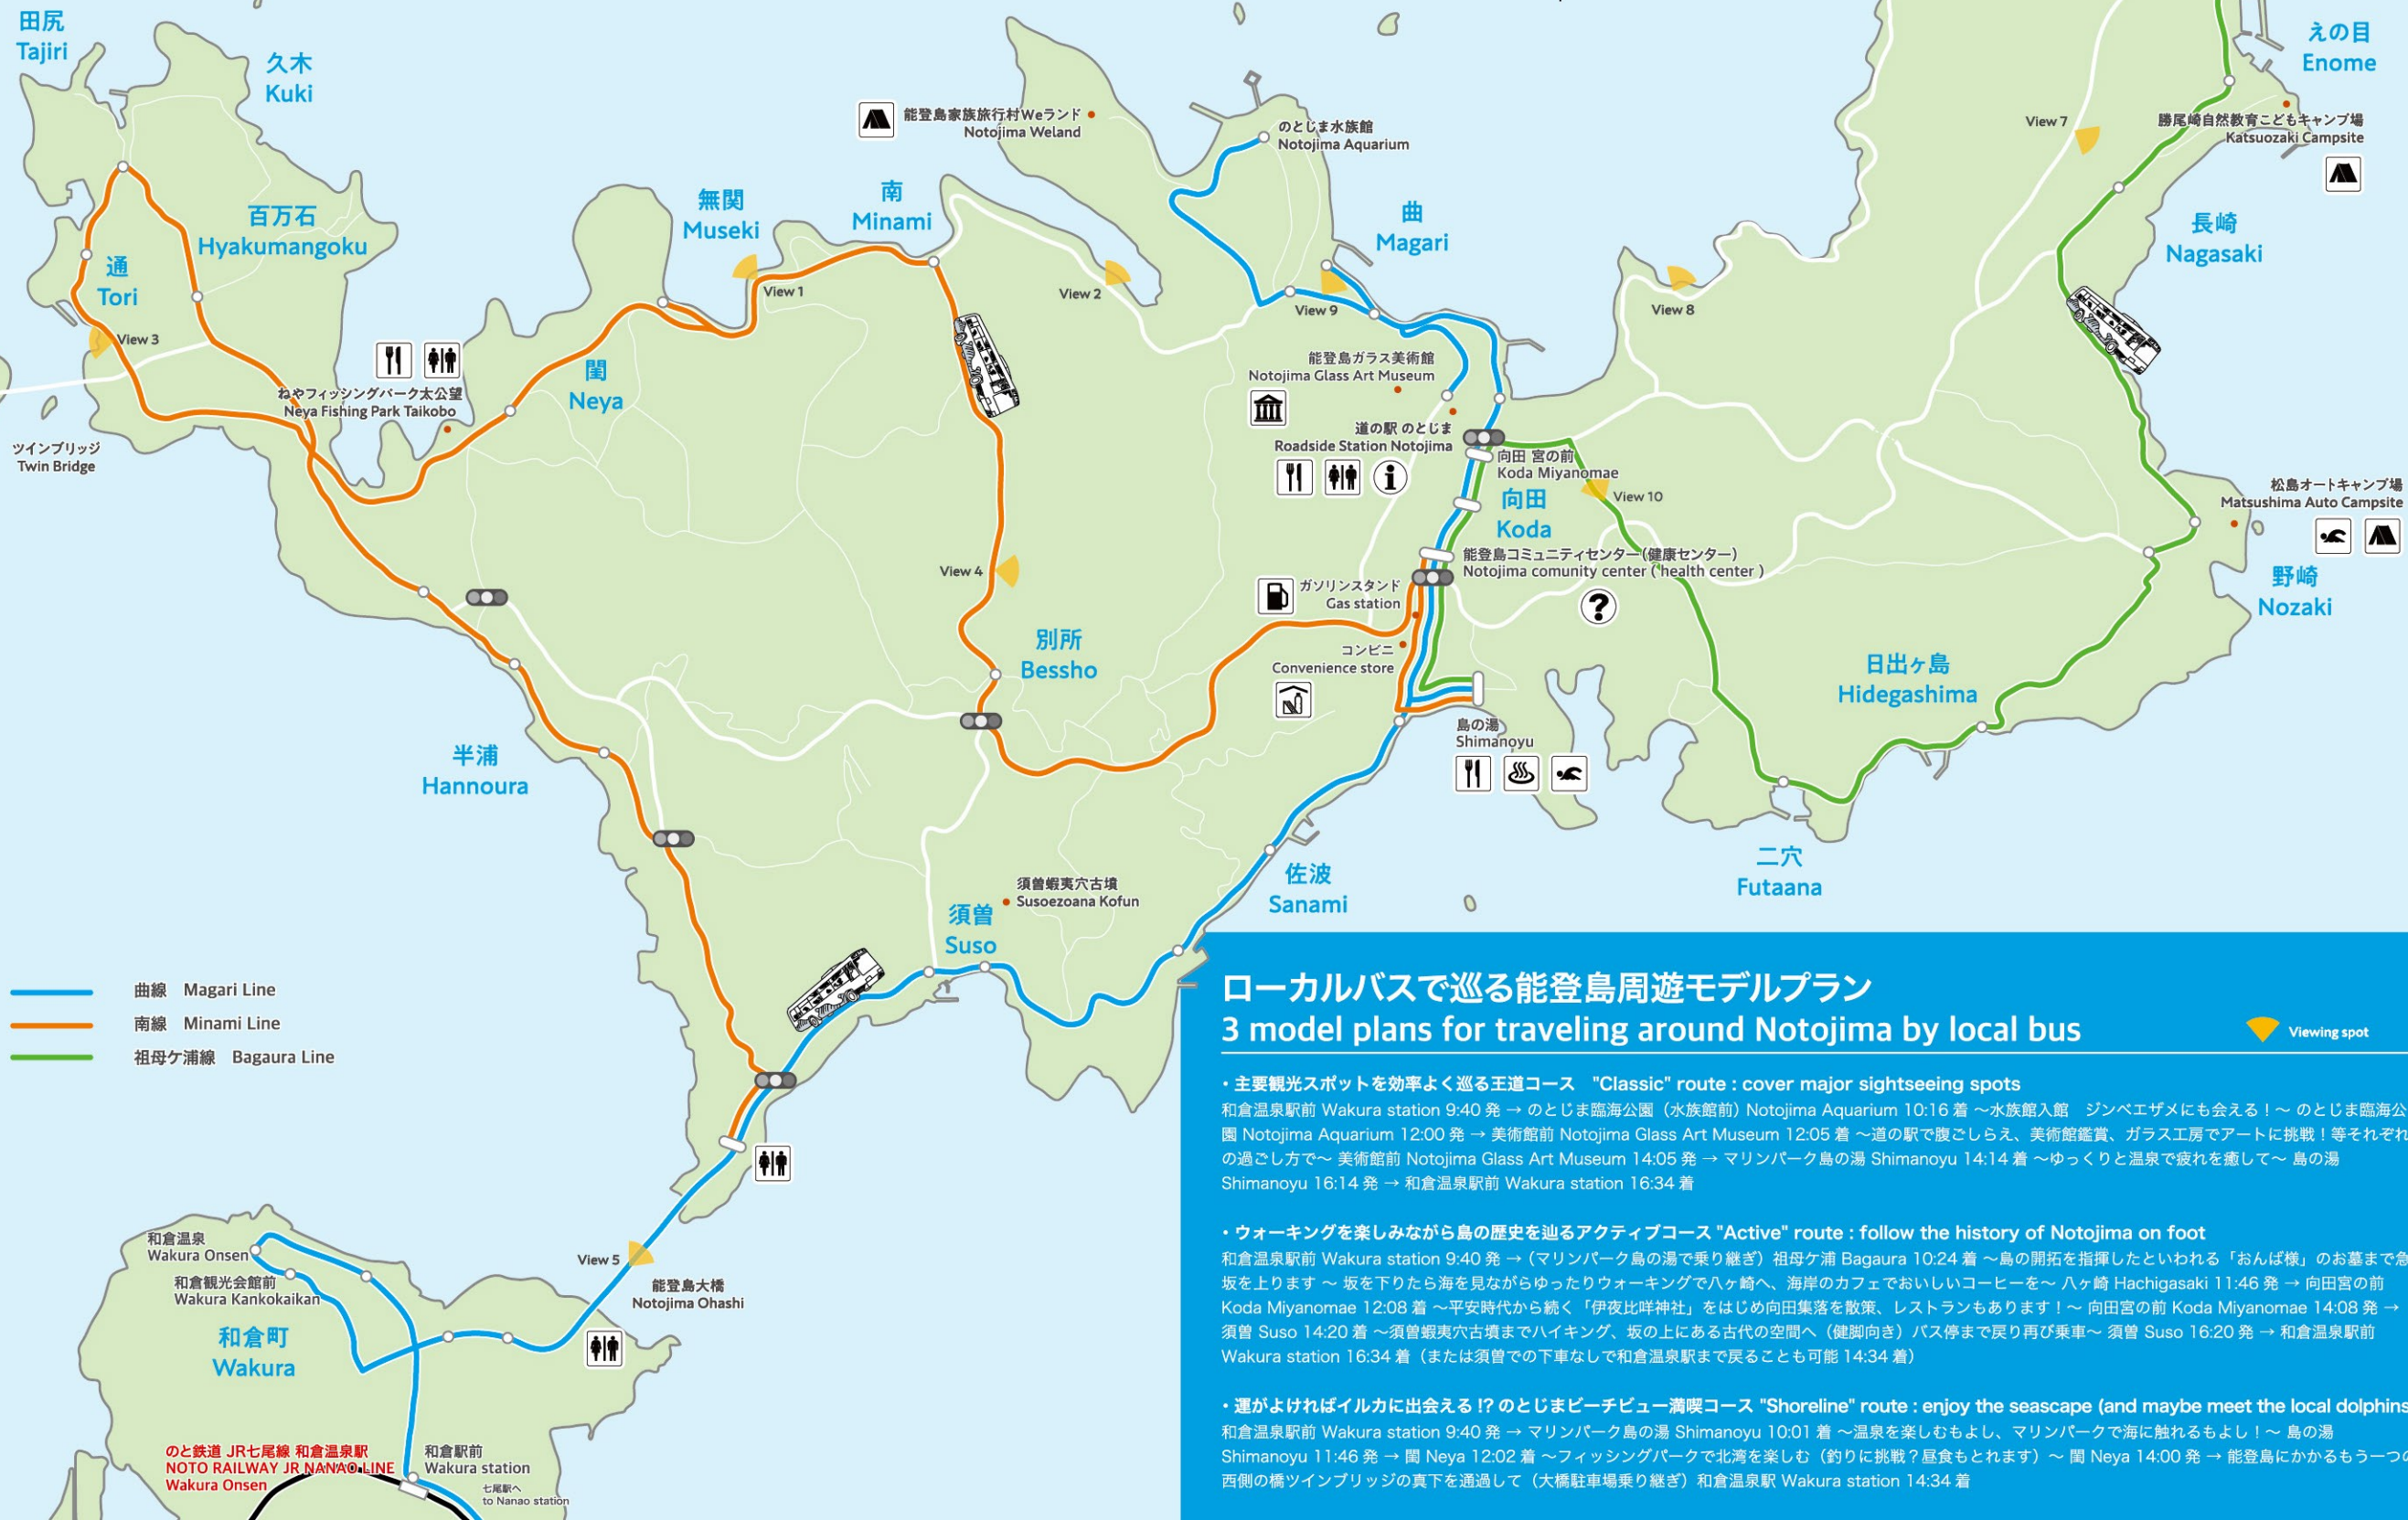 田尻
Tajiri
久木
Kuki
百万石
Hyakumangoku
通
Tori
View 3
ツインブリッジ
Twin Bridge
ねやフィッシングパーク太公望
Neya Fishing Park Taikobo
閨
Neya
無関
Museki
View 1
南
Minami
能登島家族旅行村Weランド
Notojima Weland
View 2
のとじま水族館
Notojima Aquarium
曲
Magari
View 9
能登島ガラス美術館
Notojima Glass Art Museum
道の駅 のとじま
Roadside Station Notojima
向田 宮の前
Koda Miyanomae
向田
Koda
View 10
View 8
View 7
えの目
Enome
勝尾崎自然教育こどもキャンプ場
Katsuozaki Campsite
長崎
Nagasaki
松島オートキャンプ場
Matsushima Auto Campsite
野崎
Nozaki
能登島コミュニティセンター(健康センター)
Notojima comunity center ( health center )
?
ガソリンスタンド
Gas station
コンビニ
Convenience store
View 4
別所
Bessho
島の湯
Shimanoyu
日出ヶ島
Hidegashima
二穴
Futaana
半浦
Hannoura
須曽蝦夷穴古墳
Susoezoana Kofun
須曽
Suso
佐波
Sanami
曲線 Magari Line
南線 Minami Line
祖母ケ浦線 Bagaura Line
View 5
能登島大橋
Notojima Ohashi
和倉温泉
Wakura Onsen
和倉観光会館前
Wakura Kankokaikan
和倉町
Wakura
のと鉄道 JR七尾線 和倉温泉駅
NOTO RAILWAY JR NANAO LINE
Wakura Onsen
和倉駅前
Wakura station
七尾駅へ
to Nanao station
ローカルバスで巡る能登島周遊モデルプラン
3 model plans for traveling around Notojima by local bus
Viewing spot
・主要観光スポットを効率よく巡る王道コース "Classic" route : cover major sightseeing spots
和倉温泉駅前 Wakura station 9:40 発 → のとじま臨海公園（水族館前）Notojima Aquarium 10:16 着 〜水族館入館 ジンベエザメにも会える！〜 のとじま臨海公
園 Notojima Aquarium 12:00 発 → 美術館前 Notojima Glass Art Museum 12:05 着 〜道の駅で腹ごしらえ、美術館鑑賞、ガラス工房でアートに挑戦！等それぞれ
の過ごし方で〜 美術館前 Notojima Glass Art Museum 14:05 発 → マリンパーク島の湯 Shimanoyu 14:14 着 〜ゆっくりと温泉で疲れを癒して〜 島の湯
Shimanoyu 16:14 発 → 和倉温泉駅前 Wakura station 16:34 着
・ウォーキングを楽しみながら島の歴史を辿るアクティブコース "Active" route : follow the history of Notojima on foot
和倉温泉駅前 Wakura station 9:40 発 →（マリンパーク島の湯で乗り継ぎ）祖母ケ浦 Bagaura 10:24 着 〜島の開拓を指揮したといわれる「おんば様」のお墓まで急
坂を上ります 〜 坂を下りたら海を見ながらゆったりウォーキングで八ヶ崎へ、海岸のカフェでおいしいコーヒーを〜 八ヶ崎 Hachigasaki 11:46 発 → 向田宮の前
Koda Miyanomae 12:08 着 〜平安時代から続く「伊夜比咩神社」をはじめ向田集落を散策、レストランもあります！〜 向田宮の前 Koda Miyanomae 14:08 発 →
須曽 Suso 14:20 着 〜須曽蝦夷穴古墳までハイキング、坂の上にある古代の空間へ（健脚向き）バス停まで戻り再び乗車〜 須曽 Suso 16:20 発 → 和倉温泉駅前
Wakura station 16:34 着（または須曽での下車なしで和倉温泉駅まで戻ることも可能 14:34 着）
・運がよければイルカに出会える !? のとじまビーチビュー満喫コース "Shoreline" route : enjoy the seascape (and maybe meet the local dolphins
和倉温泉駅前 Wakura station 9:40 発 → マリンパーク島の湯 Shimanoyu 10:01 着 〜温泉を楽しむもよし、マリンパークで海に触れるもよし！〜 島の湯
Shimanoyu 11:46 発 → 閨 Neya 12:02 着 〜フィッシングパークで北湾を楽しむ（釣りに挑戦？昼食もとれます）〜 閨 Neya 14:00 発 → 能登島にかかるもう一つの
西側の橋ツインブリッジの真下を通過して（大橋駐車場乗り継ぎ）和倉温泉駅 Wakura station 14:34 着